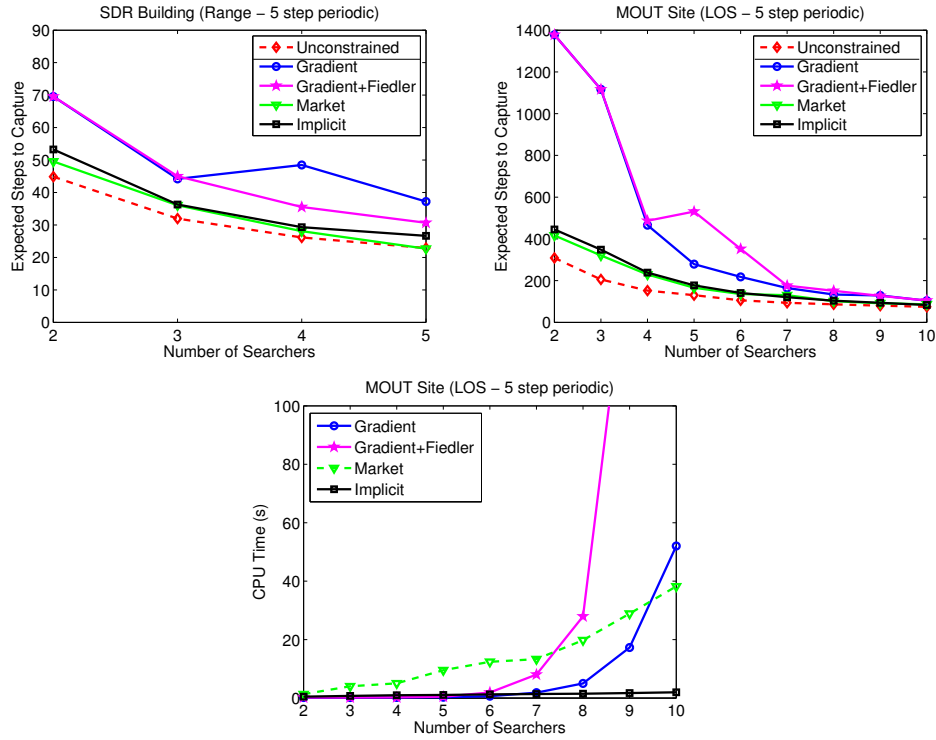 SDR Building (Range − 5 step periodic)
90
80
70
60
50
40
30
20
10
0
Expected Steps to Capture
Unconstrained
Gradient
Gradient+Fiedler
Market
Implicit
2 3 4 5
Number of Searchers
MOUT Site (LOS − 5 step periodic)
1400
1200
1000
800
600
400
200
0
Expected Steps to Capture
Unconstrained
Gradient
Gradient+Fiedler
Market
Implicit
2 3 4 5 6 7 8 9 10
Number of Searchers
MOUT Site (LOS − 5 step periodic)
100
80
60
40
20
0
CPU Time (s)
Gradient
Gradient+Fiedler
Market
Implicit
2 3 4 5 6 7 8 9 10
Number of Searchers